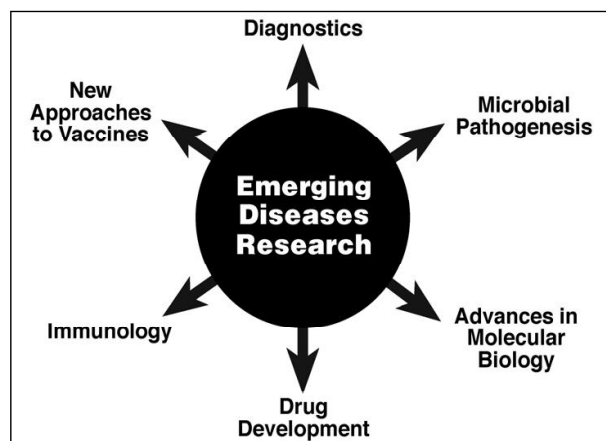 Diagnostics
New
Approaches
to Vaccines
Microbial
Pathogenesis
Emerging
Diseases
Research
Immunology
Advances in
Molecular
Biology
Drug
Development